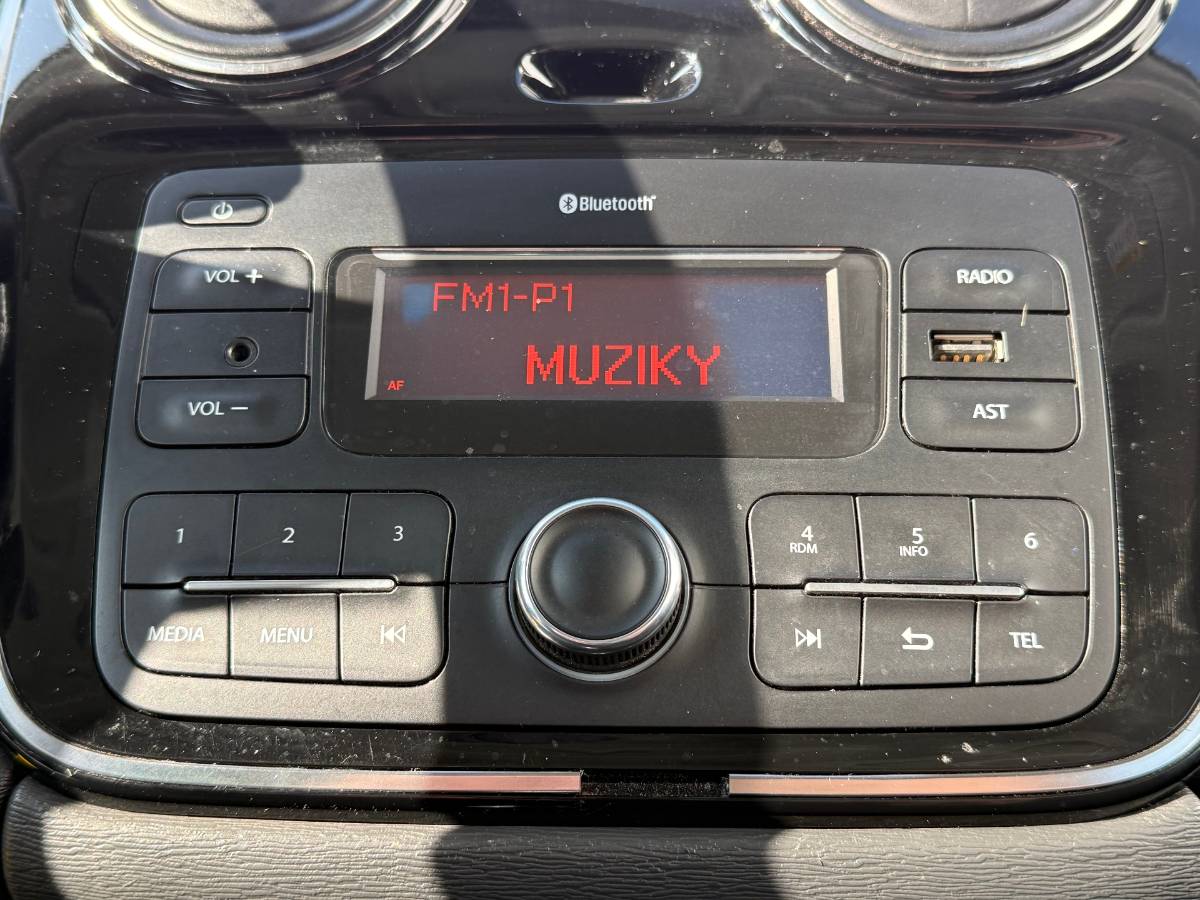 Bluetooth
VOL +
RADIO
FM1-P1
MUZIKY
AF
VOL −
AST
1
2
3
4
RDM
5
INFO
6
MEDIA
MENU
TEL